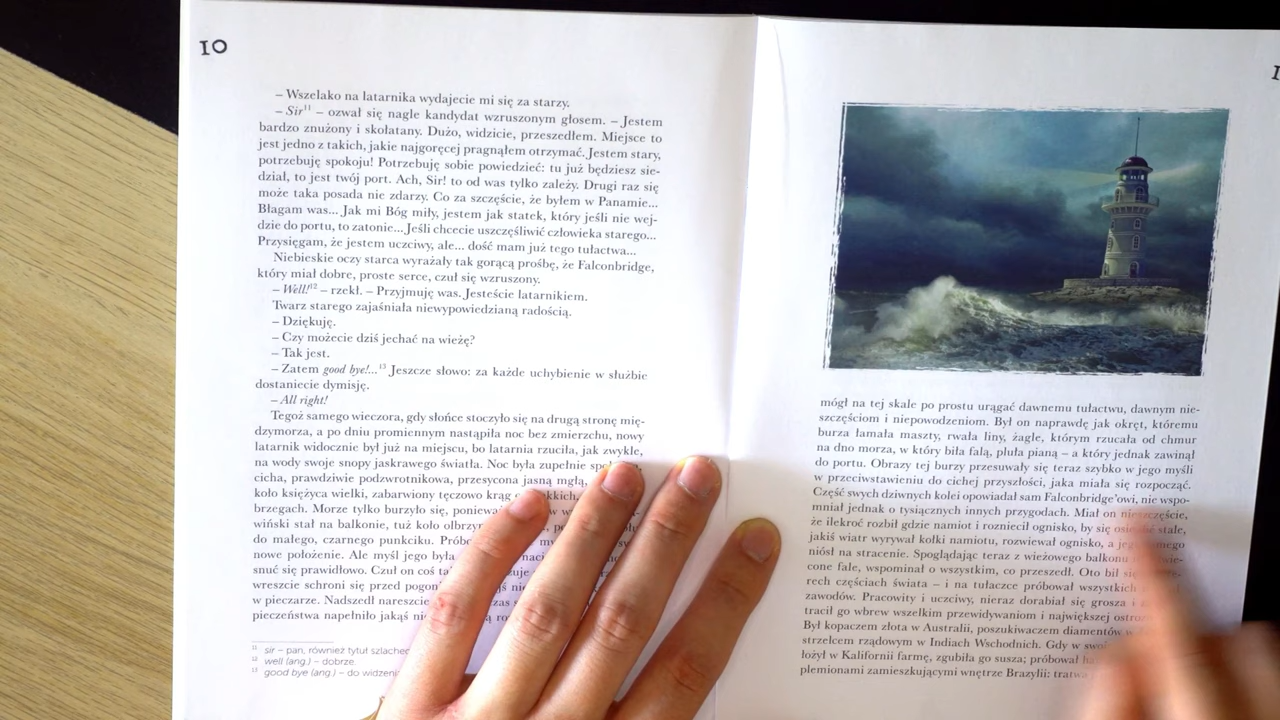 10
– Wszelako na latarnika wydajecie mi się za starzy.
– Sir¹¹ – ozwał się nagle kandydat wzruszonym głosem. – Jestem
bardzo znużony i skołatany. Dużo, widzicie, przeszedłem. Miejsce to
jest jedno z takich, jakie najgoręcej pragnąłem otrzymać. Jestem stary,
potrzebuję spokoju! Potrzebuję sobie powiedzieć: tu już będziesz sie-
dział, to jest twój port. Ach, Sir! to od was tylko zależy. Drugi raz się
może taka posada nie zdarzy. Co za szczęście, że byłem w Panamie...
Błagam was... Jak mi Bóg miły, jestem jak statek, który jeśli nie wej-
dzie do portu, to zatonie... Jeśli chcecie uszczęśliwić człowieka starego...
Przysięgam, że jestem uczciwy, ale... dość mam już tego tułactwa...
Niebieskie oczy starca wyrażały tak gorącą prośbę, że Falconbridge,
który miał dobre, proste serce, czuł się wzruszony.
– Well!¹² – rzekł. – Przyjmuję was. Jesteście latarnikiem.
Twarz starego zajaśniała niewypowiedzianą radością.
– Dziękuję.
– Czy możecie dziś jechać na wieżę?
– Tak jest.
– Zatem good bye!...¹³ Jeszcze słowo: za każde uchybienie w służbie
dostaniecie dymisję.
– All right!
Tegoż samego wieczora, gdy słońce stoczyło się na drugą stronę mię-
dzymorza, a po dniu promiennym nastąpiła noc bez zmierzchu, nowy
latarnik widocznie był już na miejscu, bo latarnia rzuciła, jak zwykle,
na wody swoje snopy jaskrawego światła. Noc była zupełnie
cicha, prawdziwie podzwrotnikowa, przesycona jasną mgłą,
koło księżyca wielki, zabarwiony tęczowo krąg
brzegach. Morze tylko burzyło się,
wiński stał na balkonie, tuż koło
do małego, czarnego punkciku.
nowe położenie. Ale myśl jego była
snuć się prawidłowo. Czuł on coś
wreszcie schroni się przed
w pieczarze. Nadszedł nareszcie
pieczeństwa napełniło jakąś
¹¹ sir – pan, również tytuł
¹² well (ang.) – dobrze.
¹³ good bye (ang.) – do
mógł na tej skale po prostu urągać dawnemu tułactwu, dawnym nie-
szczęściom i niepowodzeniom. Był on naprawdę jak okręt, któremu
burza łamała maszty, rwała liny, żagle, którym rzucała od chmur
na dno morza, w który biła falą, pluła pianą – a który jednak zawinął
do portu. Obrazy tej burzy przesuwały się teraz szybko w jego myśli
w przeciwstawieniu do cichej przyszłości, jaka miała się rozpocząć.
Część swych dziwnych kolei opowiadał sam Falconbridge'owi, nie wspo-
mniał jednak o tysiącznych innych przygodach. Miał on nieszczęście,
że ilekroć rozbił gdzie namiot i rozniecił ognisko, by się osiedlić stale,
jakiś wiatr wyrywał kołki namiotu, rozwiewał ognisko, a jego samego
niósł na stracenie. Spoglądając teraz z wieżowego balkonu
cone fale, wspominał o wszystkim, co przeszedł. Oto bił się
rech częściach świata – i na tułaczce próbował wszystkich
zawodów. Pracowity i uczciwy, nieraz dorabiał się grosza i
tracił go wbrew wszelkim przewidywaniom i największej
Był kopaczem złota w Australii, poszukiwaczem diamentów
strzelcem rządowym w Indiach Wschodnich. Gdy w
łożył w Kalifornii farmę, zgubiła go susza; próbował
plemionami zamieszkującymi wnętrze Brazylii: